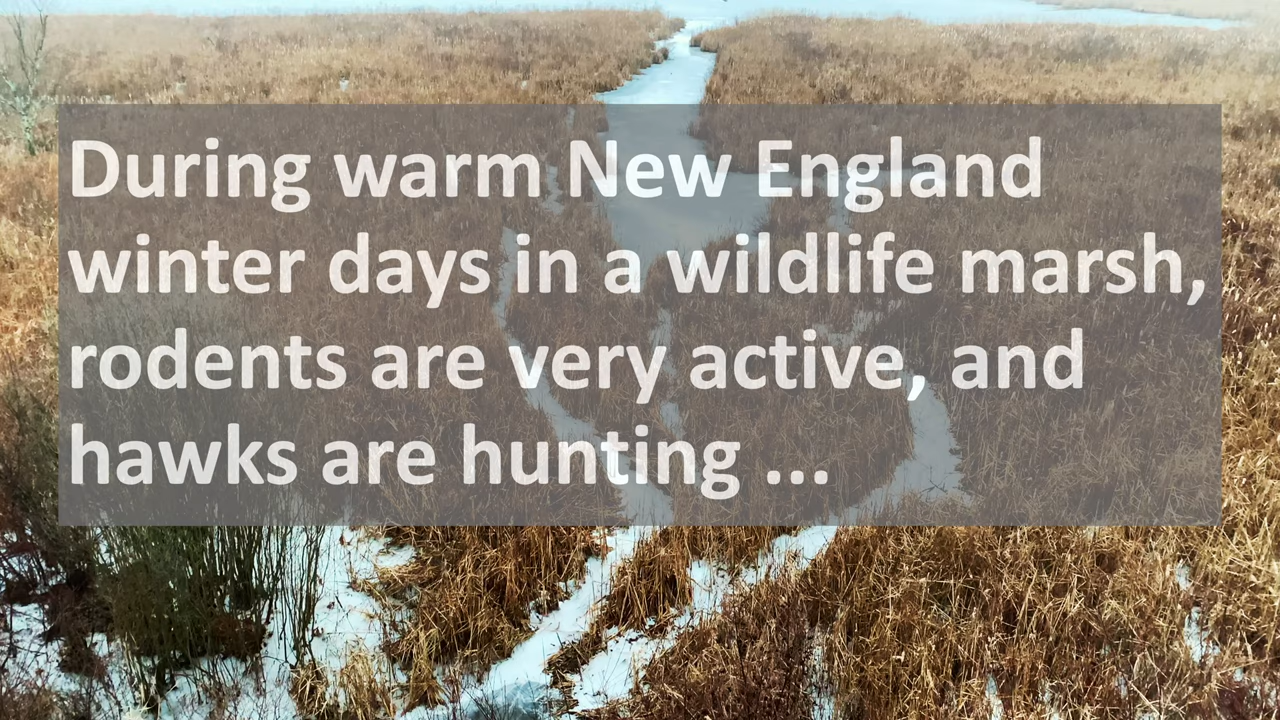 During warm New England
winter days in a wildlife marsh,
rodents are very active, and
hawks are hunting ...